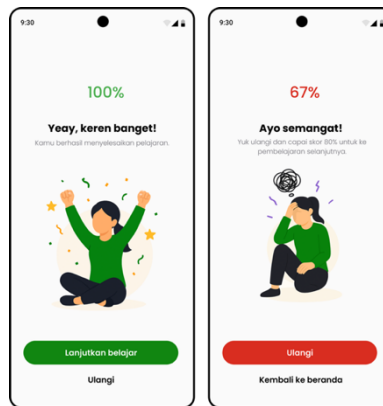 9:30
100%
Yeay, keren banget!
Kamu berhasil menyelesaikan pelajaran.
Lanjutkan belajar
Ulangi
9:30
67%
Ayo semangat!
Yuk ulangi dan capai skor 80% untuk ke
pembelajaran selanjutnya.
Ulangi
Kembali ke beranda